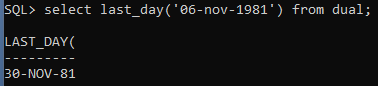 SQL> select last_day('06-nov-1981') from dual;
LAST_DAY(
---------
30-NOV-81